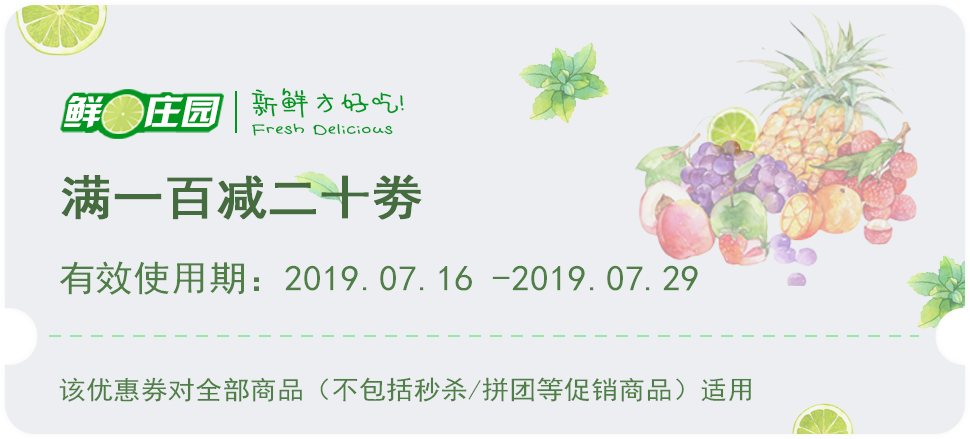 鲜庄园
新鲜才好吃!
Fresh Delicious
满一百减二十券
有效使用期：2019.07.16 -2019.07.29
该优惠券对全部商品（不包括秒杀/拼团等促销商品）适用